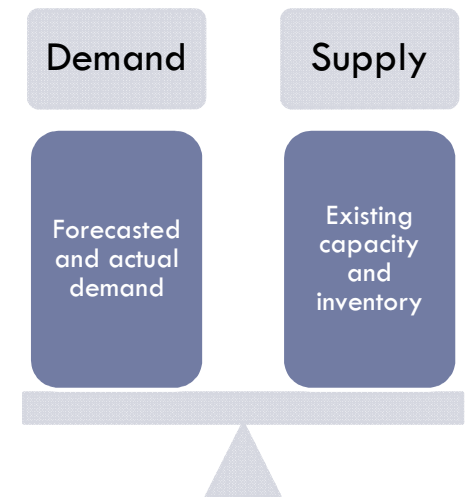 Demand
Supply
Forecasted
and actual
demand
Existing
capacity
and
inventory